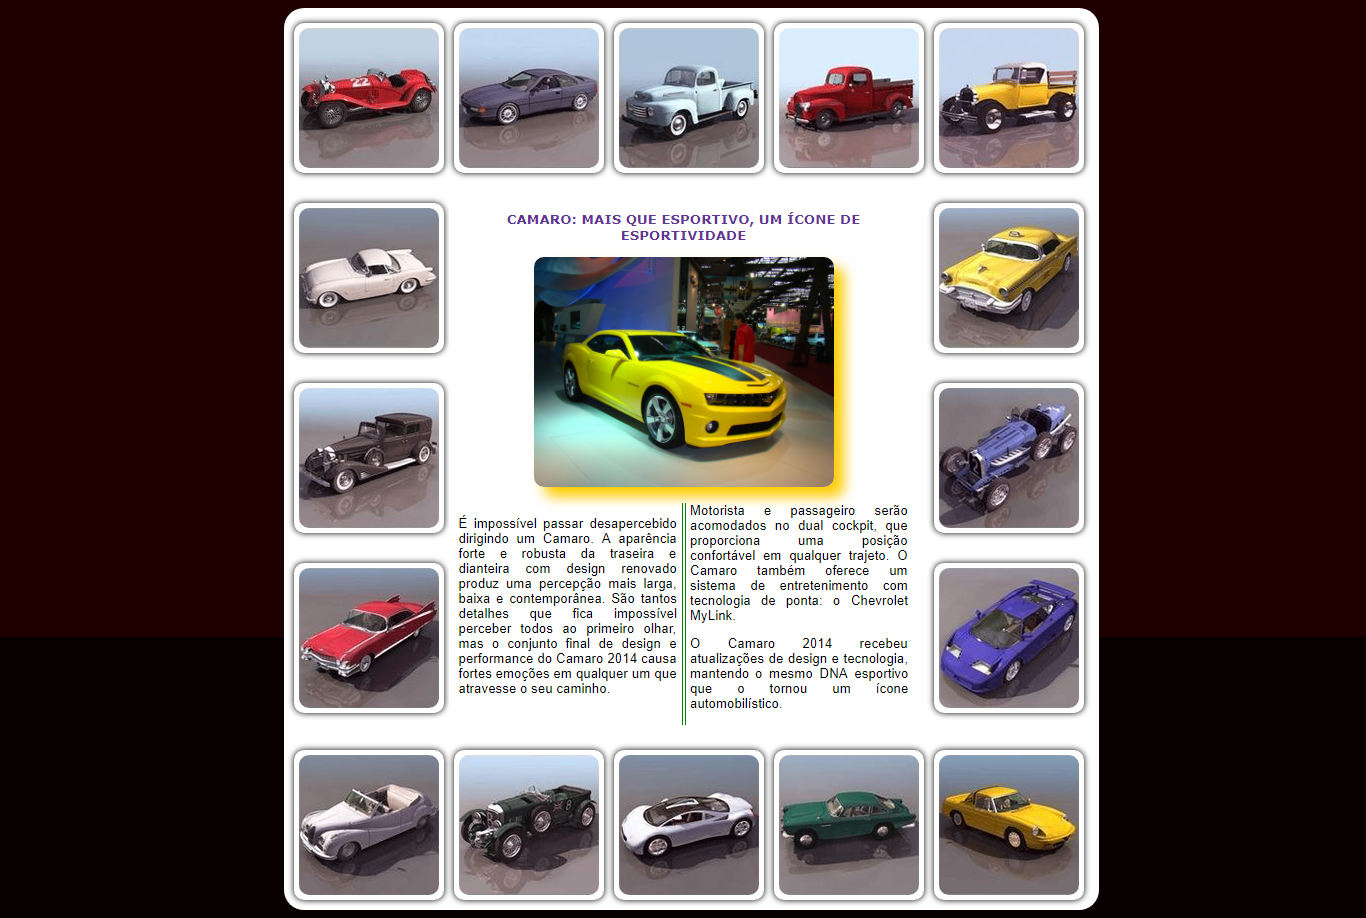 CAMARO: MAIS QUE ESPORTIVO, UM ÍCONE DE
ESPORTIVIDADE
É impossível passar desapercebido
dirigindo um Camaro. A aparência
forte e robusta da traseira e
dianteira com design renovado
produz uma percepção mais larga,
baixa e contemporânea. São tantos
detalhes que fica impossível
perceber todos ao primeiro olhar,
mas o conjunto final de design e
performance do Camaro 2014 causa
fortes emoções em qualquer um que
atravesse o seu caminho.
Motorista e passageiro serão
acomodados no dual cockpit, que
proporciona uma posição
confortável em qualquer trajeto. O
Camaro também oferece um
sistema de entretenimento com
tecnologia de ponta: o Chevrolet
MyLink.
O Camaro 2014 recebeu
atualizações de design e tecnologia,
mantendo o mesmo DNA esportivo
que o tornou um ícone
automobilístico.
22
8
2